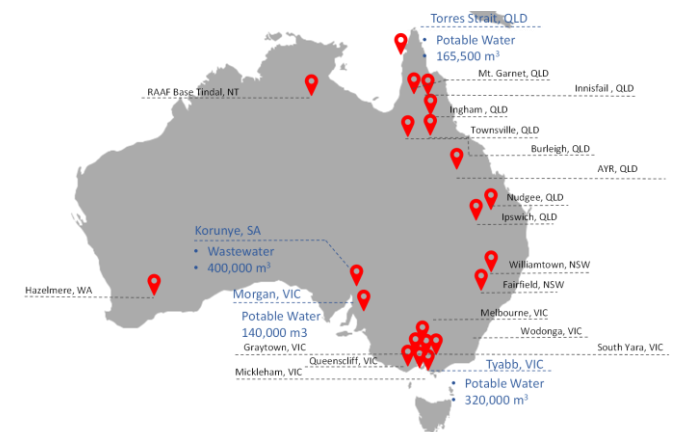 Torres Strait, QLD
• Potable Water
• 165,500 m³
Mt. Garnet, QLD
Innisfail , QLD
RAAF Base Tindal, NT
Ingham , QLD
Townsville, QLD
Burleigh, QLD
AYR, QLD
Nudgee, QLD
Ipswich, QLD
Korunye, SA
• Wastewater
• 400,000 m³
Williamtown, NSW
Fairfield, NSW
Hazelmere, WA
Morgan, VIC
Potable Water
140,000 m3
Melbourne, VIC
Wodonga, VIC
Graytown, VIC
South Yara, VIC
Queenscliff, VIC
Mickleham, VIC
Tyabb, VIC
• Potable Water
• 320,000 m³